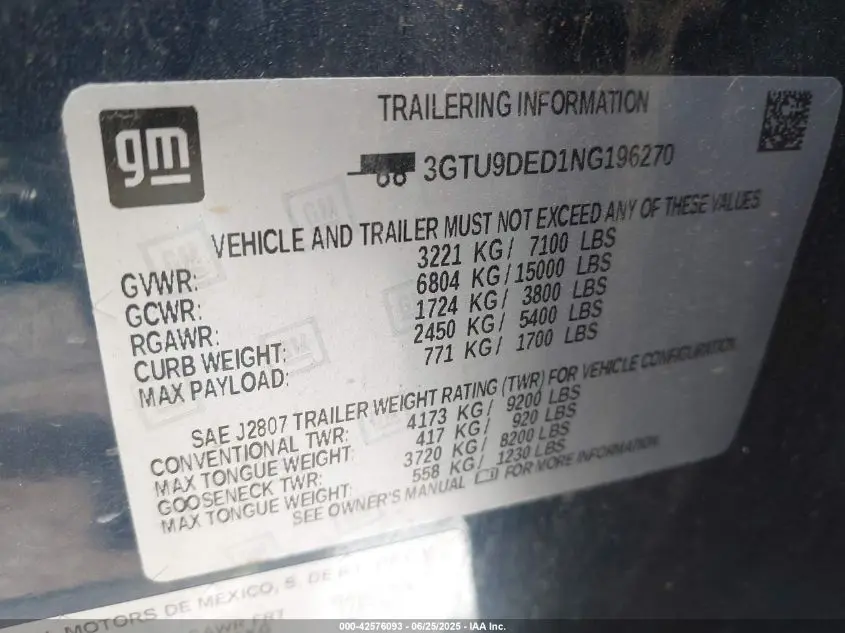 gm
TRAILERING INFORMATION
3GTU9DED1NG196270
VEHICLE AND TRAILER MUST NOT EXCEED ANY OF THESE VALUES
GVWR: 3221 KG/ 7100 LBS
GCWR: 6804 KG/15000 LBS
RGAWR: 1724 KG/ 3800 LBS
CURB WEIGHT: 2450 KG/ 5400 LBS
MAX PAYLOAD: 771 KG/ 1700 LBS
SAE J2807 TRAILER WEIGHT RATING (TWR) FOR VEHICLE CONFIGURATION
CONVENTIONAL TWR: 4173 KG/ 9200 LBS
MAX TONGUE WEIGHT: 417 KG/ 920 LBS
GOOSENECK TWR: 3720 KG/ 8200 LBS
MAX TONGUE WEIGHT: 558 KG/ 1230 LBS
SEE OWNER'S MANUAL FOR MORE INFORMATION
MOTORS DE MEXICO, S. DE
GAWR FRT
000-42576093 - 06/25/2025 - IAA Inc.